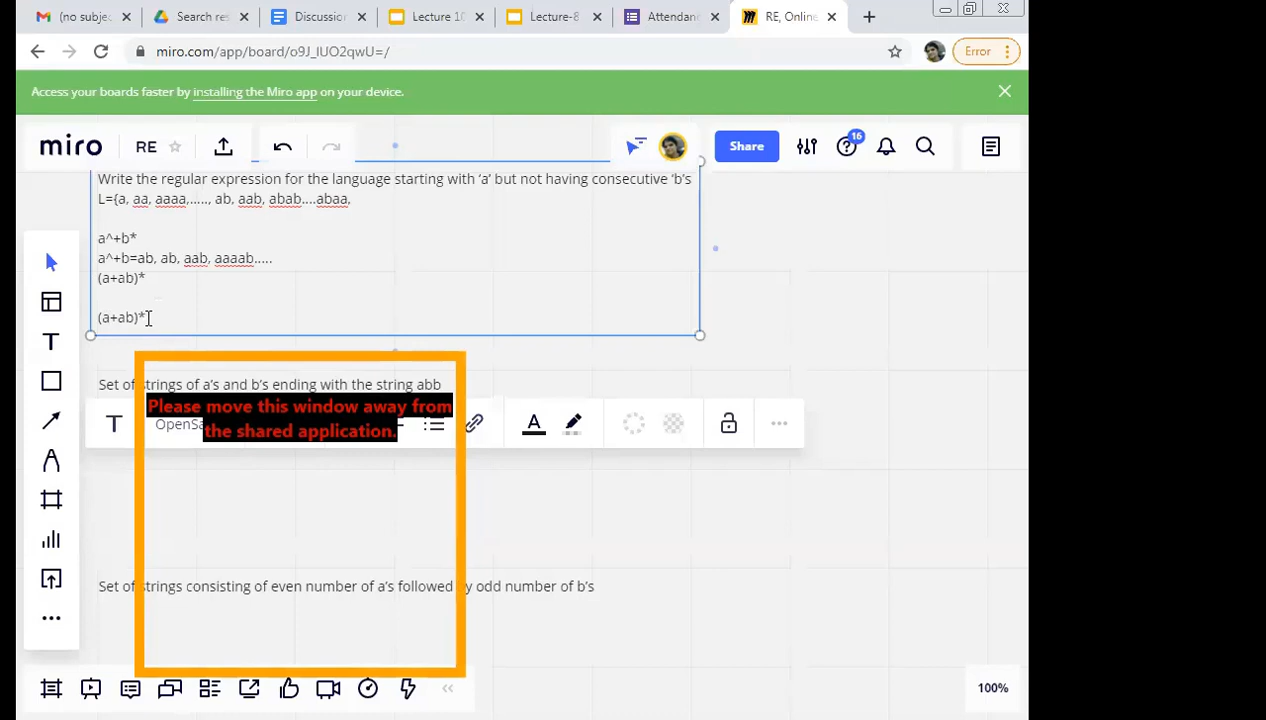 (no subje
Search res
Discussion
Lecture 10
Lecture-8
Attendan
RE, Online
miro.com/app/board/o9J_lUO2qwU=/
Error
Access your boards faster by installing the Miro app on your device.
miro
RE
Share
16
Write the regular expression for the language starting with ‘a’ but not having consecutive ‘b’s
L={a, aa, aaaa,....., ab, aab, abab....abaa,
a^+b*
a^+b=ab, ab, aab, aaaab.....
(a+ab)*
(a+ab)*
Set of strings of a’s and b’s ending with the string abb
Please move this window away from
the shared application.
OpenSa
Set of strings consisting of even number of a’s followed by odd number of b’s
100%